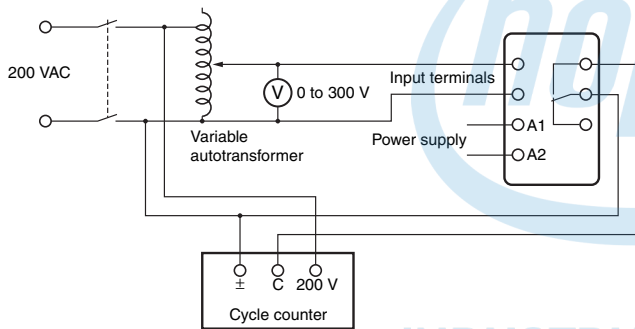 200 VAC
V
0 to 300 V
Variable
autotransformer
Input terminals
Power supply
A1
A2
± C 200 V
Cycle counter